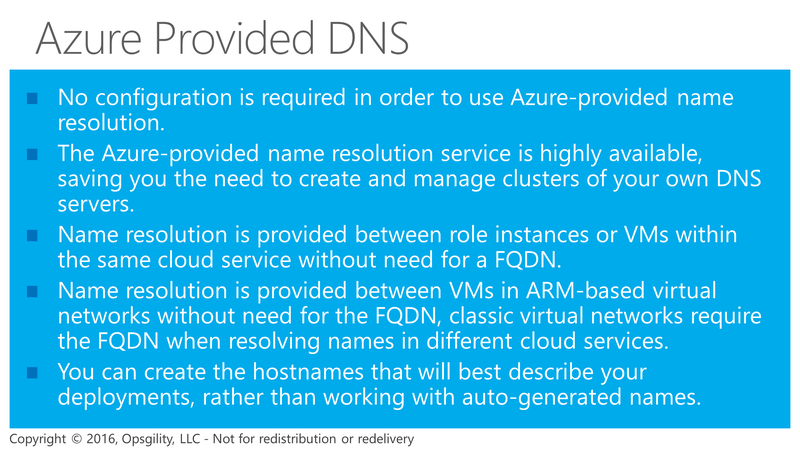 Azure Provided DNS
No configuration is required in order to use Azure-provided name
resolution.
The Azure-provided name resolution service is highly available,
saving you the need to create and manage clusters of your own DNS
servers.
Name resolution is provided between role instances or VMs within
the same cloud service without need for a FQDN.
Name resolution is provided between VMs in ARM-based virtual
networks without need for the FQDN, classic virtual networks require
the FQDN when resolving names in different cloud services.
You can create the hostnames that will best describe your
deployments, rather than working with auto-generated names.
Copyright © 2016, Opsgility, LLC - Not for redistribution or redelivery